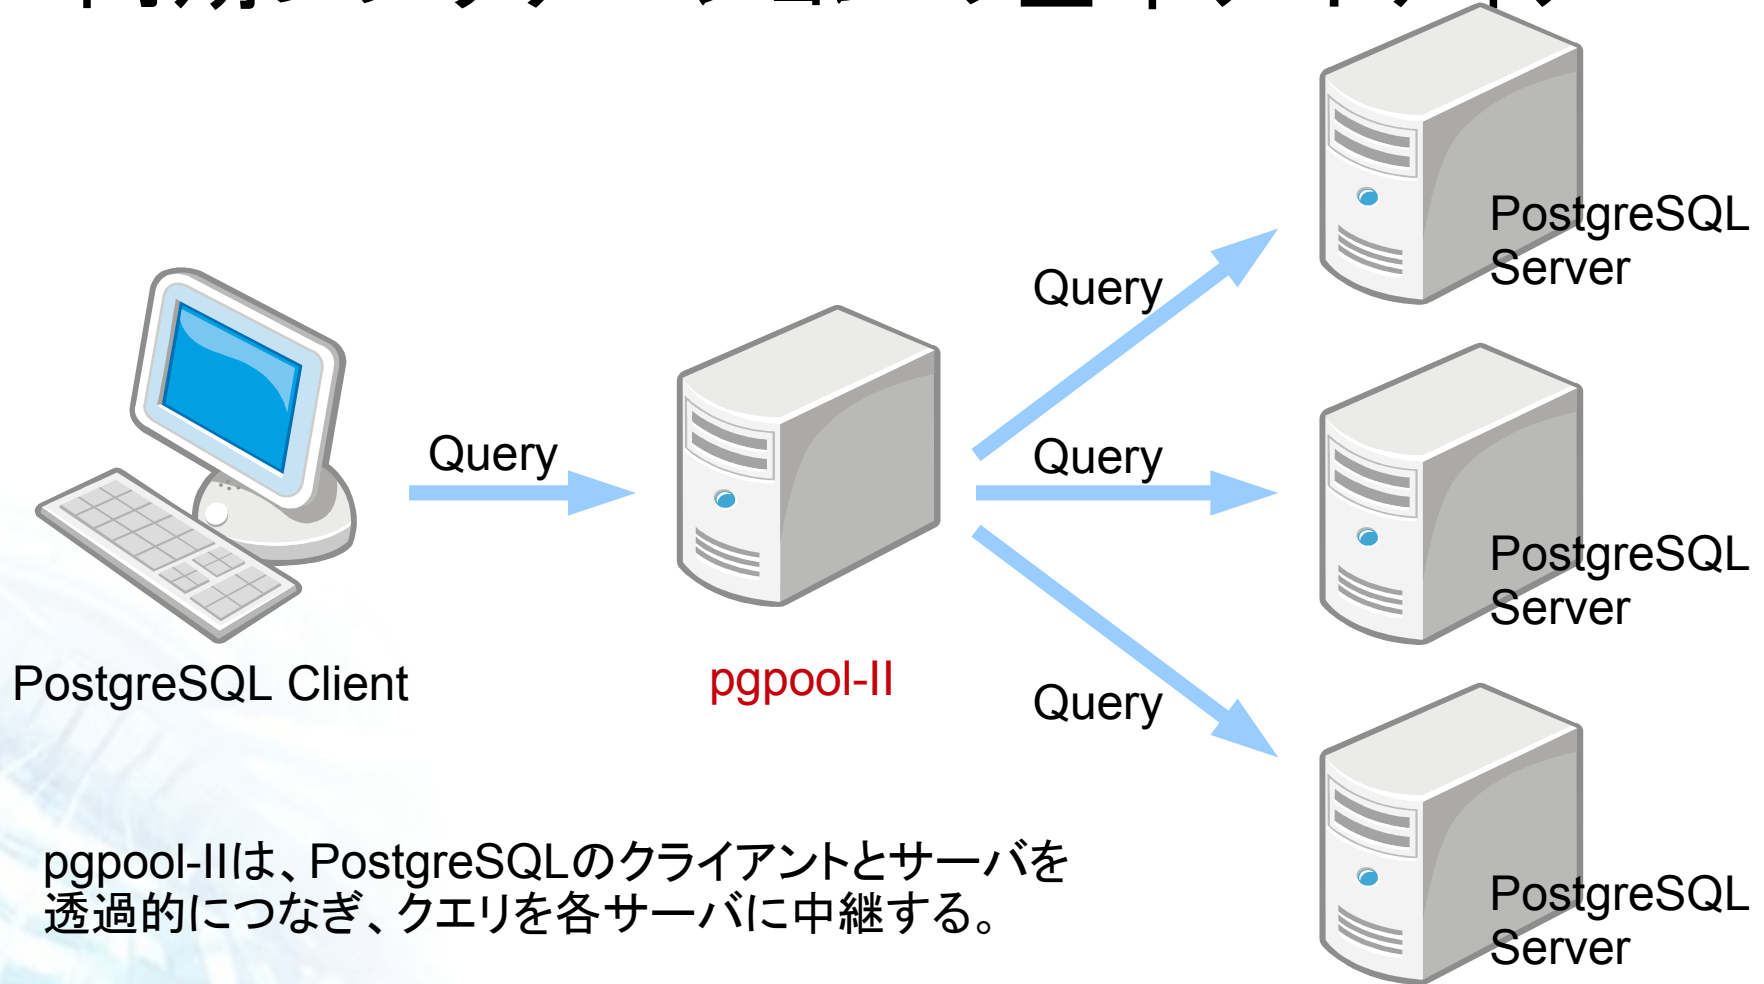 Query
Query
Query
Query
PostgreSQL
Server
PostgreSQL
Server
PostgreSQL
Server
PostgreSQL Client
pgpool-II
pgpool-IIは、PostgreSQLのクライアントとサーバを
透過的につなぎ、クエリを各サーバに中継する。